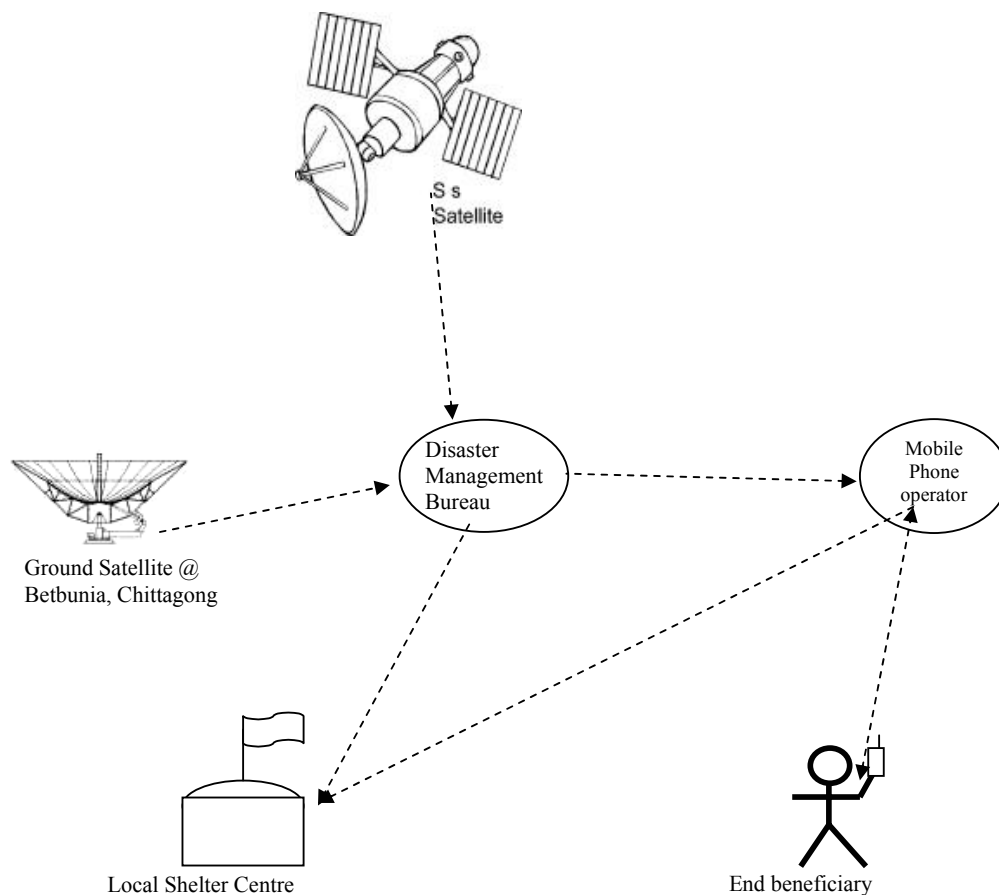 S s
Satellite
Disaster
Management
Bureau
Mobile
Phone
operator
Ground Satellite @
Betbunia, Chittagong
Local Shelter Centre
End beneficiary